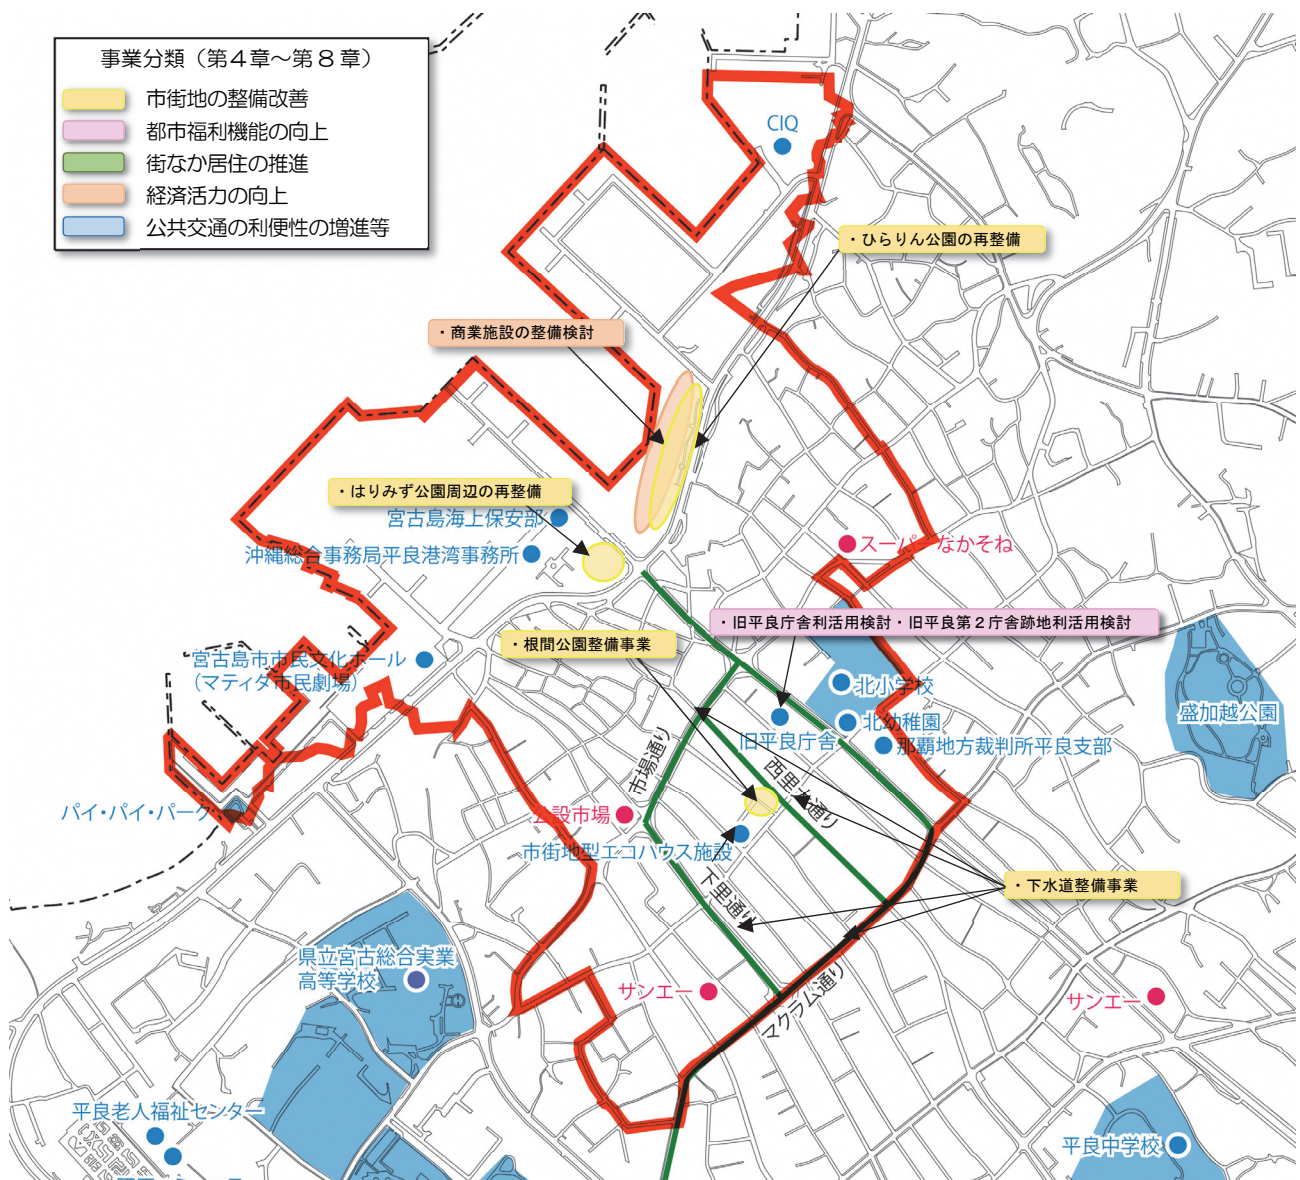 事業分類（第４章～第８章）
市街地の整備改善
都市福利機能の向上
街なか居住の推進
経済活力の向上
公共交通の利便性の増進等
CIQ
・ひらりん公園の再整備
・商業施設の整備検討
・はりみず公園周辺の再整備
宮古島海上保安部
沖縄総合事務局平良港湾事務所
スーパーなかそね
・旧平良庁舎利活用検討・旧平良第２庁舎跡地利活用検討
・根間公園整備事業
宮古島市市民文化ホール
（マティダ市民劇場）
北小学校
盛加越公園
北幼稚園
旧平良庁舎
那覇地方裁判所平良支部
市場通り
西里大通り
パイ・パイ・パーク
公設市場
市街地型エコハウス施設
下里通り
・下水道整備事業
県立宮古総合実業
高等学校
サンエー
マクラム通り
サンエー
平良老人福祉センター
平良中学校